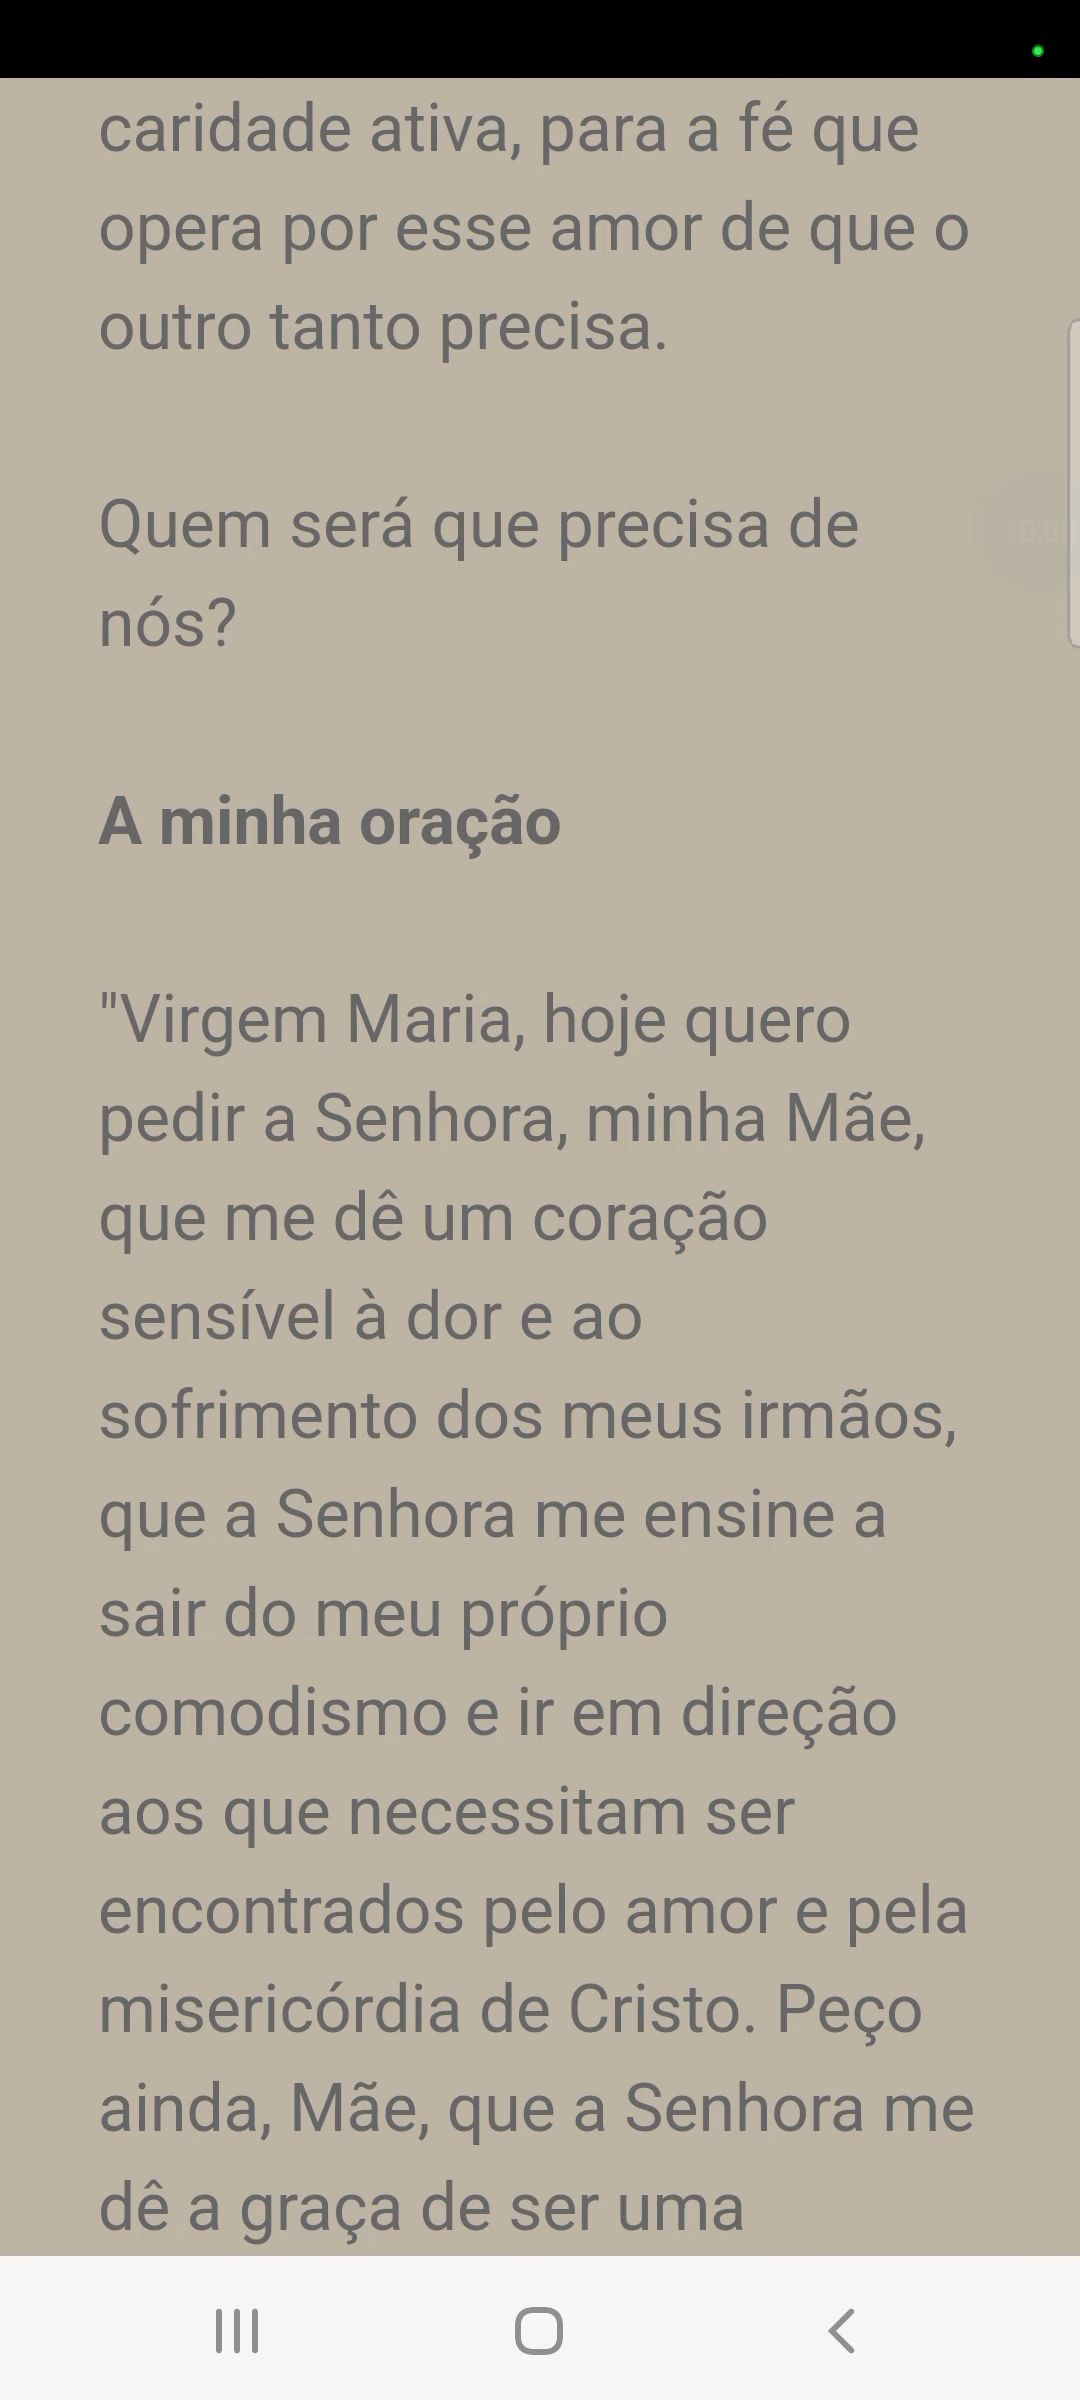 caridade ativa, para a fé que
opera por esse amor de que o
outro tanto precisa.
Quem será que precisa de
nós?
A minha oração
"Virgem Maria, hoje quero
pedir a Senhora, minha Mãe,
que me dê um coração
sensível à dor e ao
sofrimento dos meus irmãos,
que a Senhora me ensine a
sair do meu próprio
comodismo e ir em direção
aos que necessitam ser
encontrados pelo amor e pela
misericórdia de Cristo. Peço
ainda, Mãe, que a Senhora me
dê a graça de ser uma